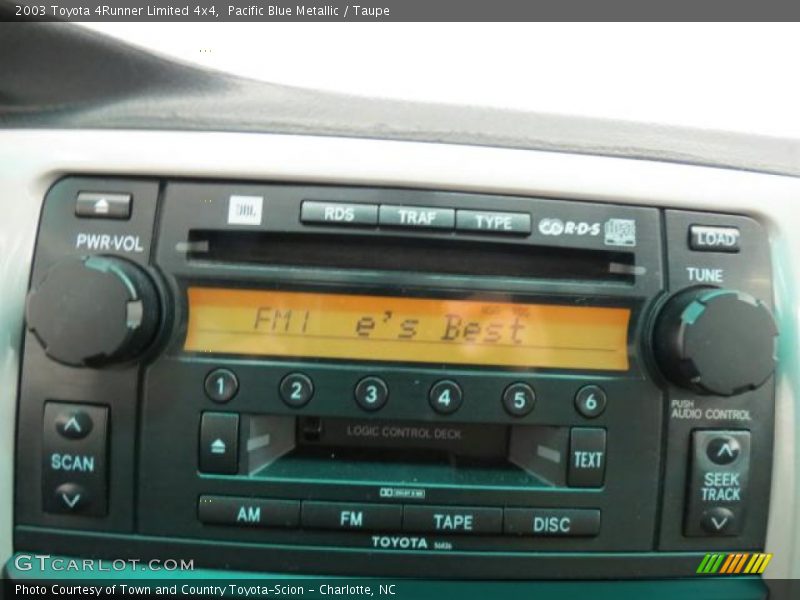 2003 Toyota 4Runner Limited 4x4,  Pacific Blue Metallic / Taupe
JBL
RDS TRAF TYPE
R·D·S
LOAD
PWR·VOL
TUNE
FM1 e's Best
1 2 3 4 5 6
PUSH
AUDIO CONTROL
LOGIC CONTROL DECK
SCAN
TEXT
SEEK
TRACK
AM FM TAPE DISC
TOYOTA
GTCARLOT.COM
Photo Courtesy of Town and Country Toyota-Scion - Charlotte, NC